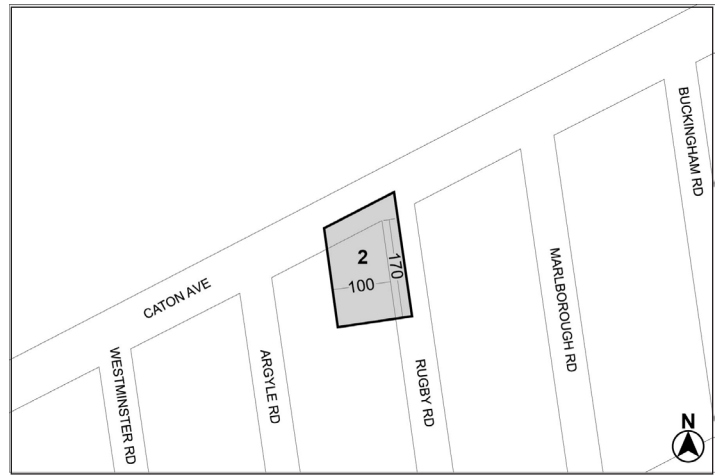 BUCKINGHAM RD
MARLBOROUGH RD
2
170
100
CATON AVE
WESTMINSTER RD
ARGYLE RD
RUGBY RD
N